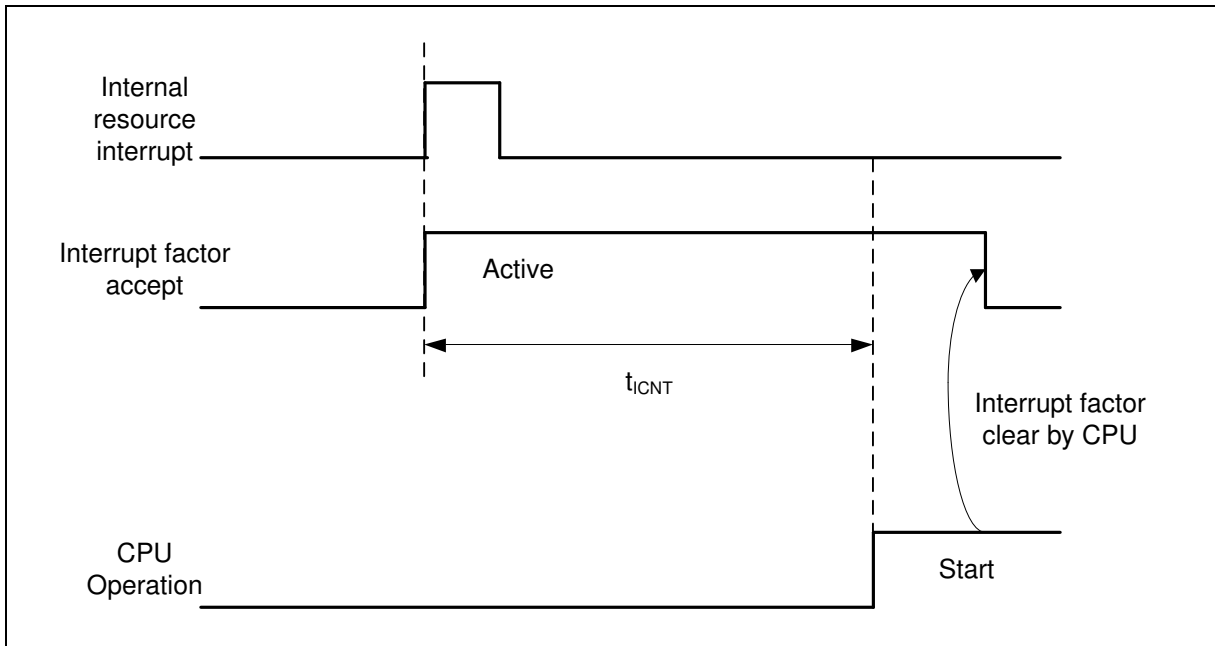 Internal
resource
interrupt
Interrupt factor
accept
Active
tICNT
Interrupt factor
clear by CPU
CPU
Operation
Start